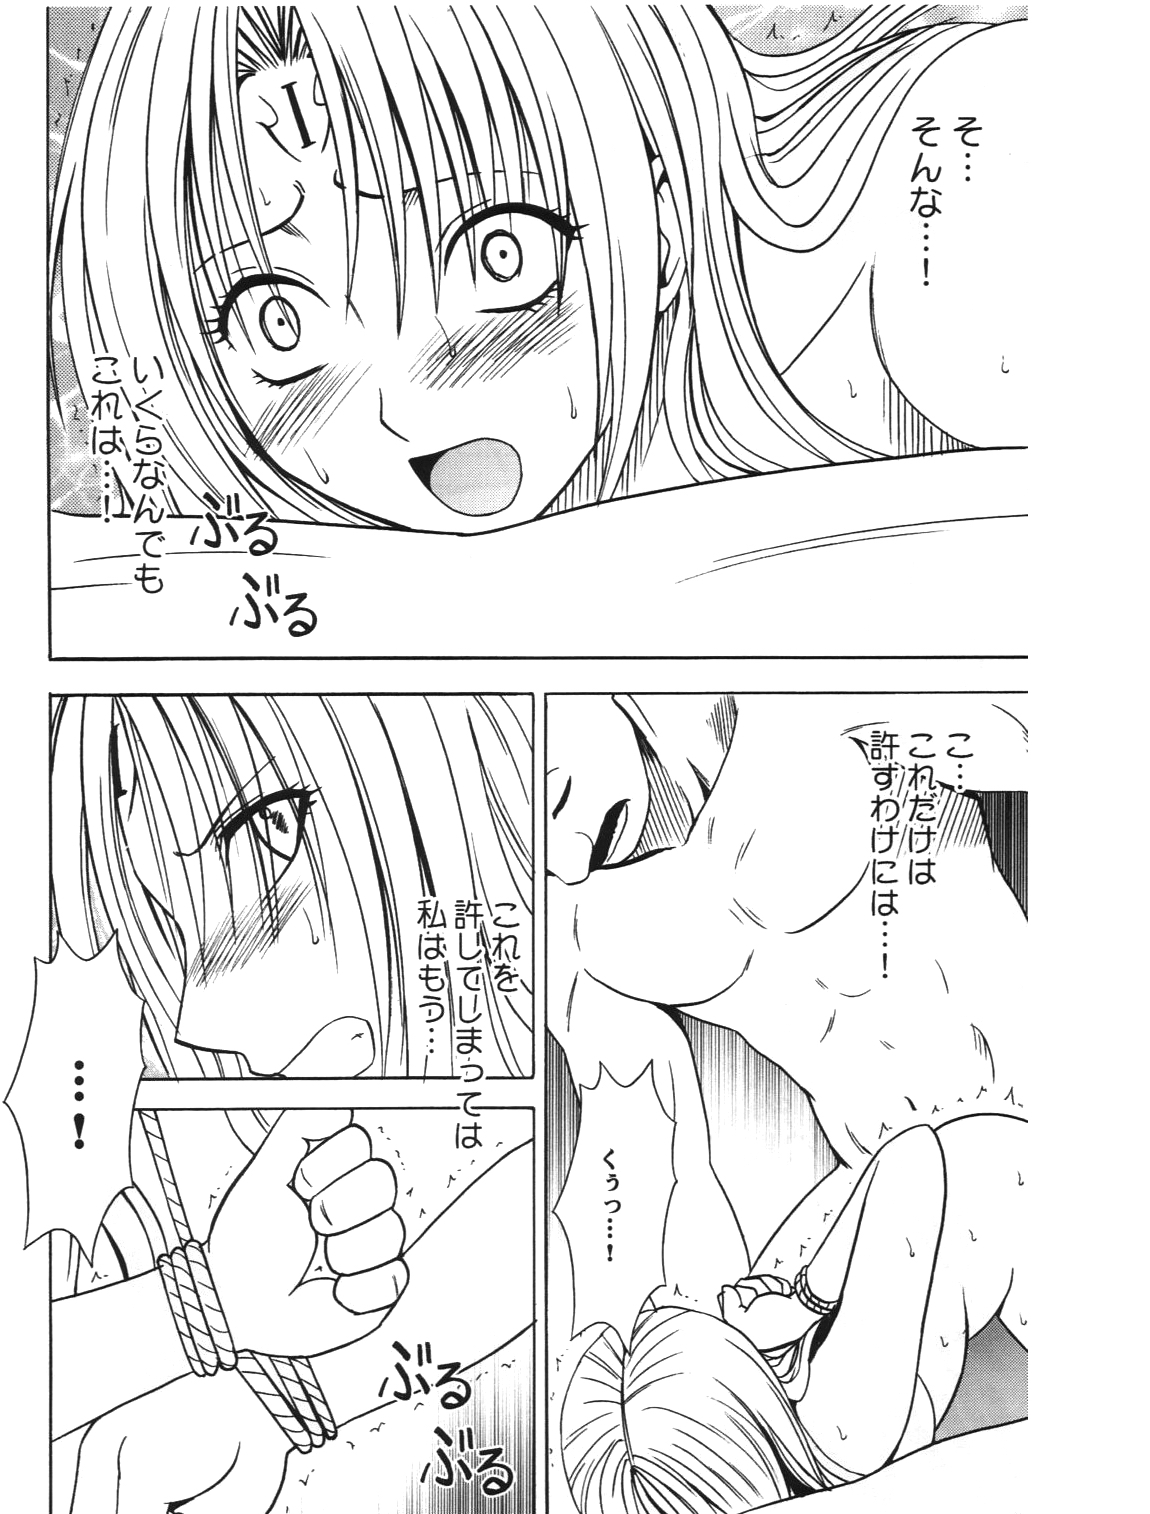 そ…
そんな…！
いくらなんでも
これは…！
ぶる
ぶる
こ…
これだけは
許すわけには…！
くぅっ…！
これを
許してしまっては
私はもう…
…！
ぶる
ぶる
I